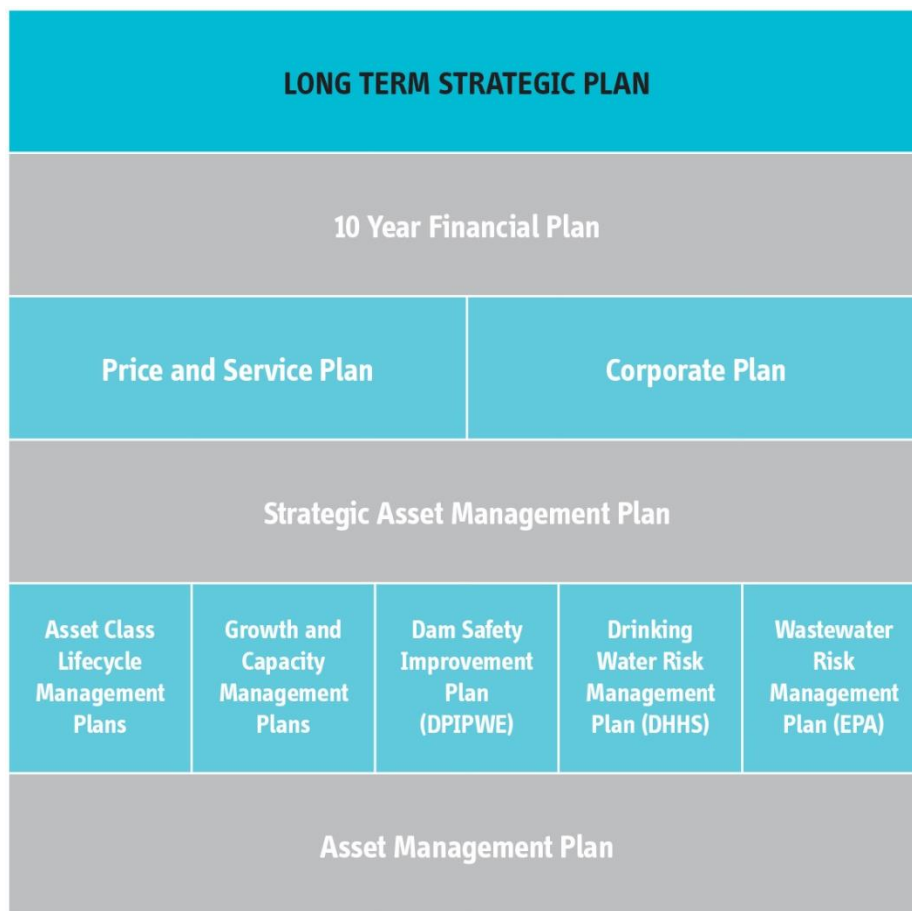 LONG TERM STRATEGIC PLAN
10 Year Financial Plan
Price and Service Plan
Corporate Plan
Strategic Asset Management Plan
Asset Class
Lifecycle
Management
Plans
Growth and
Capacity
Management
Plans
Dam Safety
Improvement
Plan
(DPIPWE)
Drinking
Water Risk
Management
Plan (DHHS)
Wastewater
Risk
Management
Plan (EPA)
Asset Management Plan